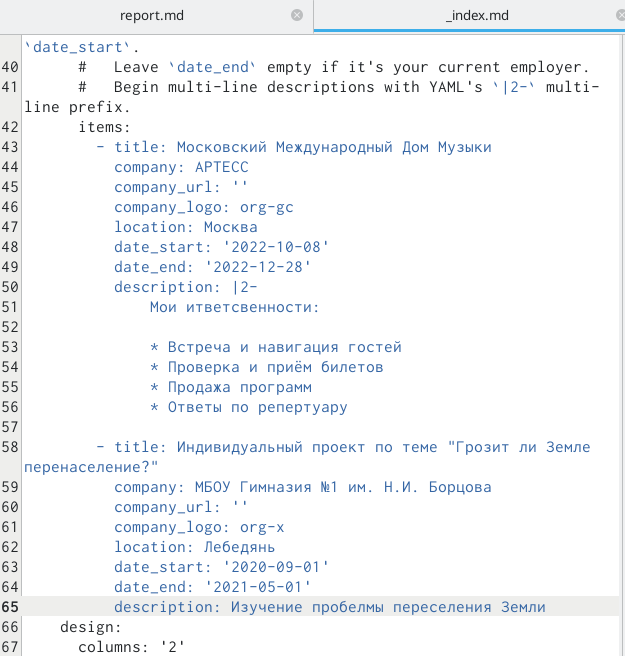 report.md
_index.md
`date_start`.
40 # Leave `date_end` empty if it's your current employer.
41 # Begin multi-line descriptions with YAML's `|2-` multi-
line prefix.
42 items:
43 - title: Московский Международный Дом Музыки
44 company: АРТЕСС
45 company_url: ''
46 company_logo: org-gc
47 location: Москва
48 date_start: '2022-10-08'
49 date_end: '2022-12-28'
50 description: |2-
51 Мои итветсвенности:
52
53 * Встреча и навигация гостей
54 * Проверка и приём билетов
55 * Продажа программ
56 * Ответы по репертуару
57
58 - title: Индивидуальный проект по теме "Грозит ли Земле
перенаселение?"
59 company: МБОУ Гимназия №1 им. Н.И. Борцова
60 company_url: ''
61 company_logo: org-x
62 location: Лебедянь
63 date_start: '2020-09-01'
64 date_end: '2021-05-01'
65 description: Изучение пробелмы переселения Земли
66 design:
67 columns: '2'